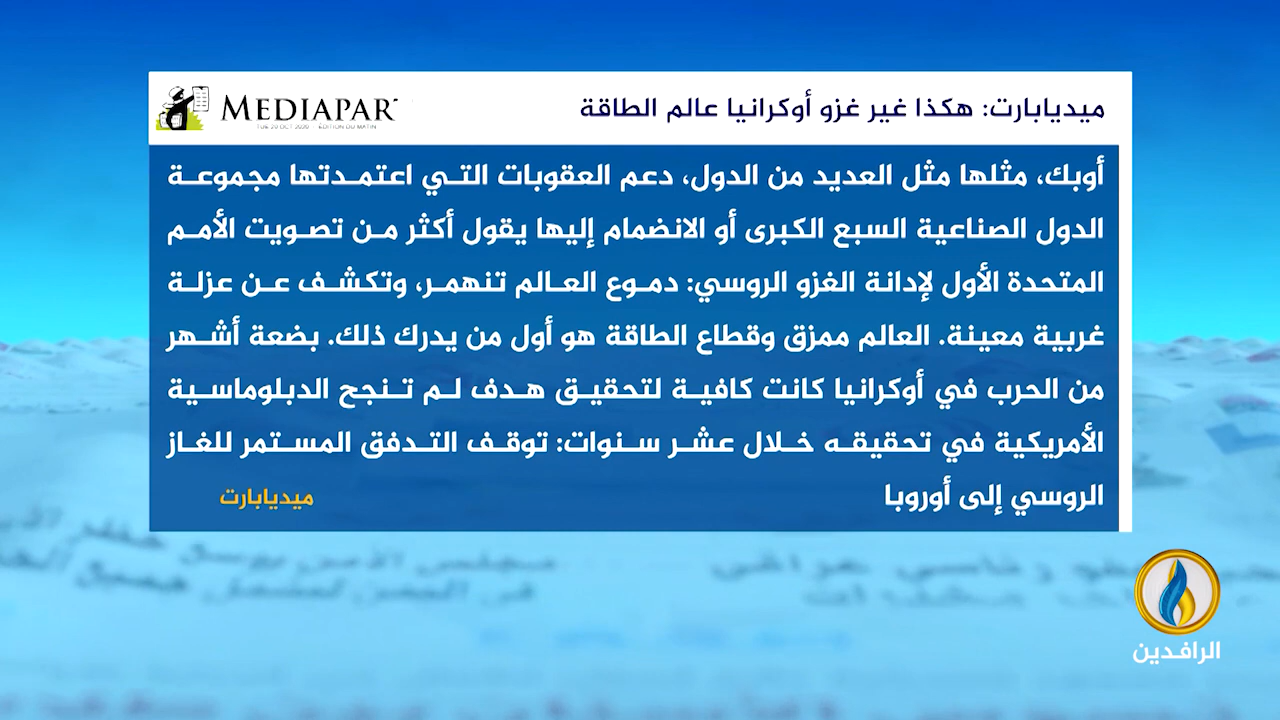 MEDIAPAR
ميديابارت: هكذا غير غزو أوكرانيا عالم الطاقة
أوبك، مثلها مثل العديد من الدول، دعم العقوبات التي اعتمدتها مجموعة
الدول الصناعية السبع الكبرى أو الانضمام إليها يقول أكثر من تصويت الأمم
المتحدة الأول لإدانة الغزو الروسي: دموع العالم تنهمر، وتكشف عن عزلة
غربية معينة. العالم ممزق وقطاع الطاقة هو أول من يدرك ذلك. بضعة أشهر
من الحرب في أوكرانيا كانت كافية لتحقيق هدف لم تنجح الدبلوماسية
الأمريكية في تحقيقه خلال عشر سنوات: توقف التدفق المستمر للغاز
الروسي إلى أوروبا
ميديابارت
الرافدين